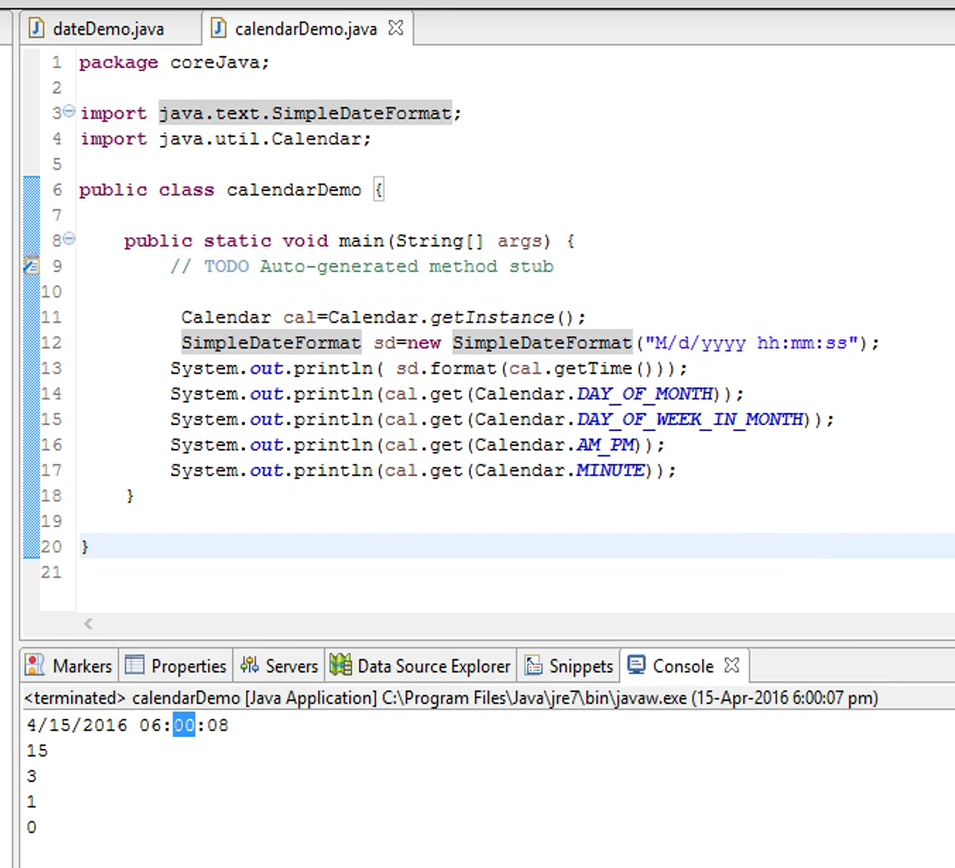 dateDemo.java calendarDemo.java
1 package coreJava;
2
3 import java.text.SimpleDateFormat;
4 import java.util.Calendar;
5
6 public class calendarDemo {
7
8 public static void main(String[] args) {
9 // TODO Auto-generated method stub
10
11 Calendar cal=Calendar.getInstance();
12 SimpleDateFormat sd=new SimpleDateFormat("M/d/yyyy hh:mm:ss");
13 System.out.println( sd.format(cal.getTime()));
14 System.out.println(cal.get(Calendar.DAY_OF_MONTH));
15 System.out.println(cal.get(Calendar.DAY_OF_WEEK_IN_MONTH));
16 System.out.println(cal.get(Calendar.AM_PM));
17 System.out.println(cal.get(Calendar.MINUTE));
18 }
19
20 }
21
Markers Properties Servers Data Source Explorer Snippets Console
<terminated> calendarDemo [Java Application] C:\Program Files\Java\jre7\bin\javaw.exe (15-Apr-2016 6:00:07 pm)
4/15/2016 06:00:08
15
3
1
0